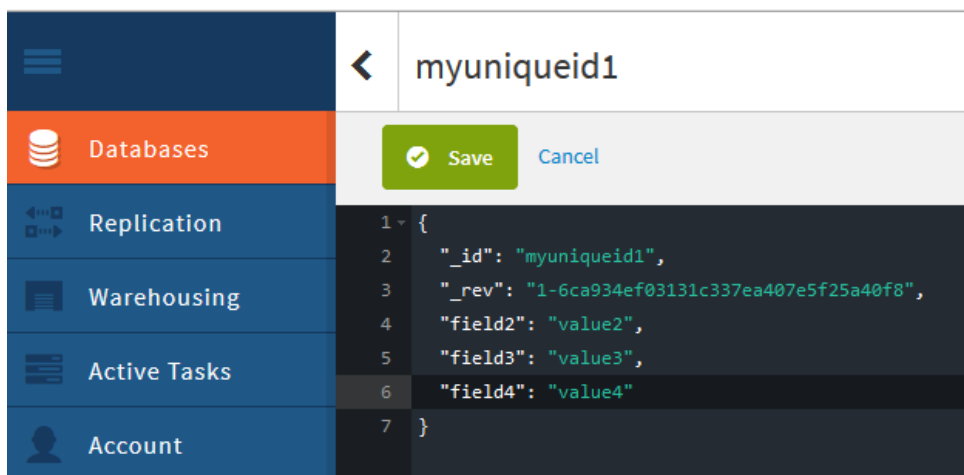 myuniqueid1
Databases
Replication
Warehousing
Active Tasks
Account
Save
Cancel
1 {
2 "_id": "myuniqueid1",
3 "_rev": "1-6ca934ef03131c337ea407e5f25a40f8",
4 "field2": "value2",
5 "field3": "value3",
6 "field4": "value4"
7 }